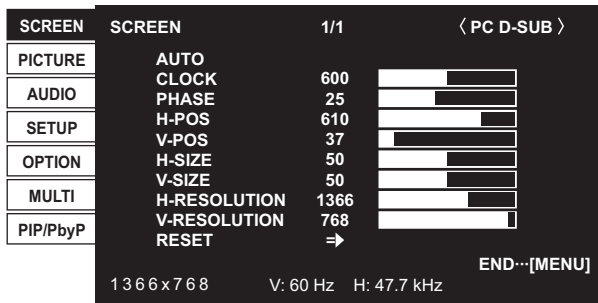 SCREEN
PICTURE
AUDIO
SETUP
OPTION
MULTI
PIP/PbyP
SCREEN 1/1 〈 PC D-SUB 〉
AUTO
CLOCK 600
PHASE 25
H-POS 610
V-POS 37
H-SIZE 50
V-SIZE 50
H-RESOLUTION 1366
V-RESOLUTION 768
RESET
END···[MENU]
1366x768 V: 60 Hz H: 47.7 kHz